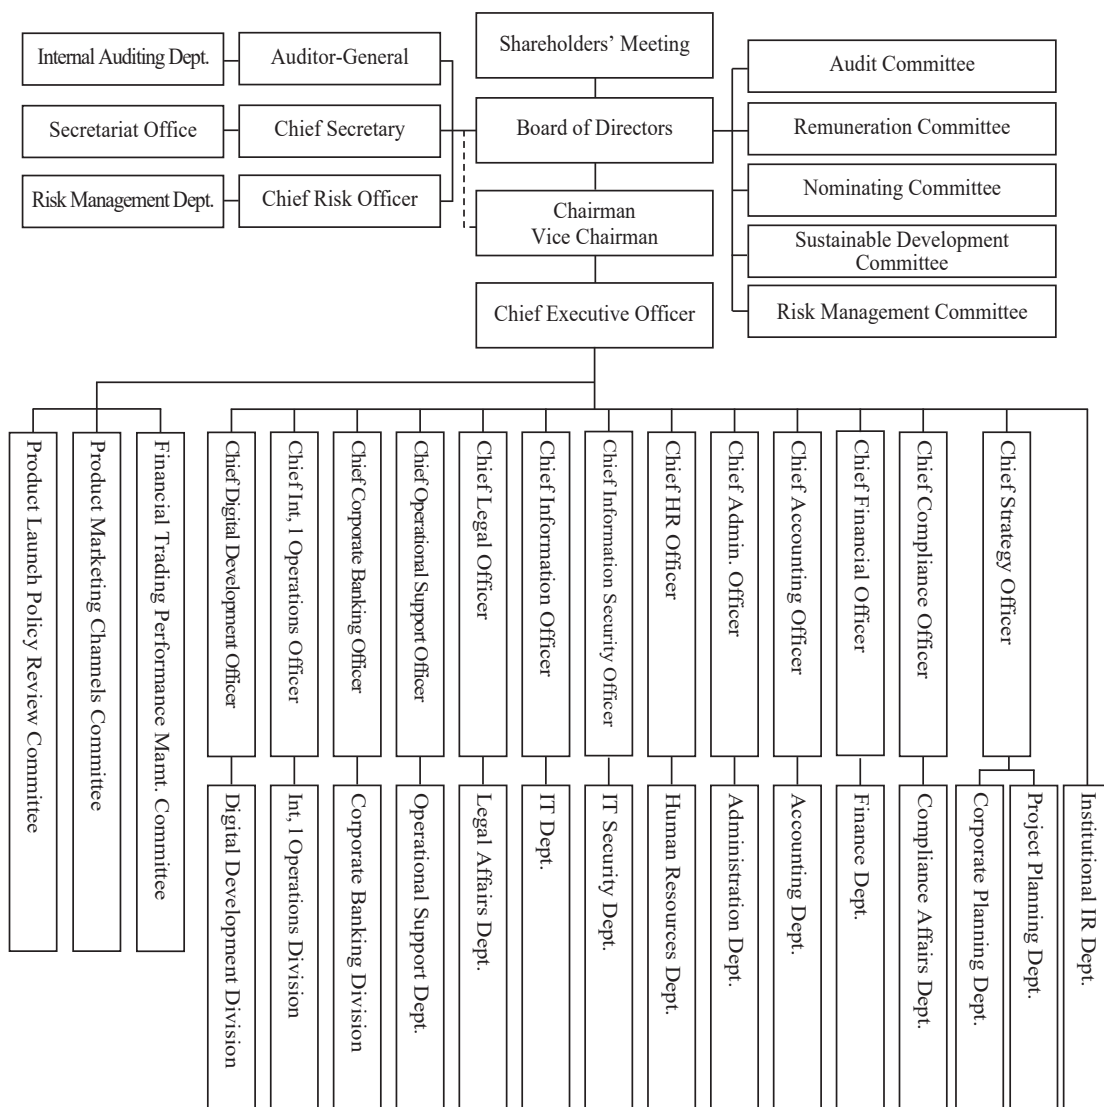 Shareholders’ Meeting
Internal Auditing Dept.
Auditor-General
Audit Committee
Secretariat Office
Chief Secretary
Board of Directors
Remuneration Committee
Risk Management Dept.
Chief Risk Officer
Nominating Committee
Chairman
Vice Chairman
Sustainable Development
Committee
Chief Executive Officer
Risk Management Committee
Product Launch Policy Review Committee
Product Marketing Channels Committee
Financial Trading Performance Mamt. Committee
Chief Digital Development Officer
Chief Int, l Operations Officer
Chief Corporate Banking Officer
Chief Operational Support Officer
Chief Legal Officer
Chief Information Officer
Chief Information Security Officer
Chief HR Officer
Chief Admin. Officer
Chief Accounting Officer
Chief Financial Officer
Chief Compliance Officer
Chief Strategy Officer
Digital Development Division
Int, l Operations Division
Corporate Banking Division
Operational Support Dept.
Legal Affairs Dept.
IT Dept.
IT Security Dept.
Human Resources Dept.
Administration Dept.
Accounting Dept.
Finance Dept.
Compliance Affairs Dept.
Corporate Planning Dept.
Project Planning Dept.
Institutional IR Dept.